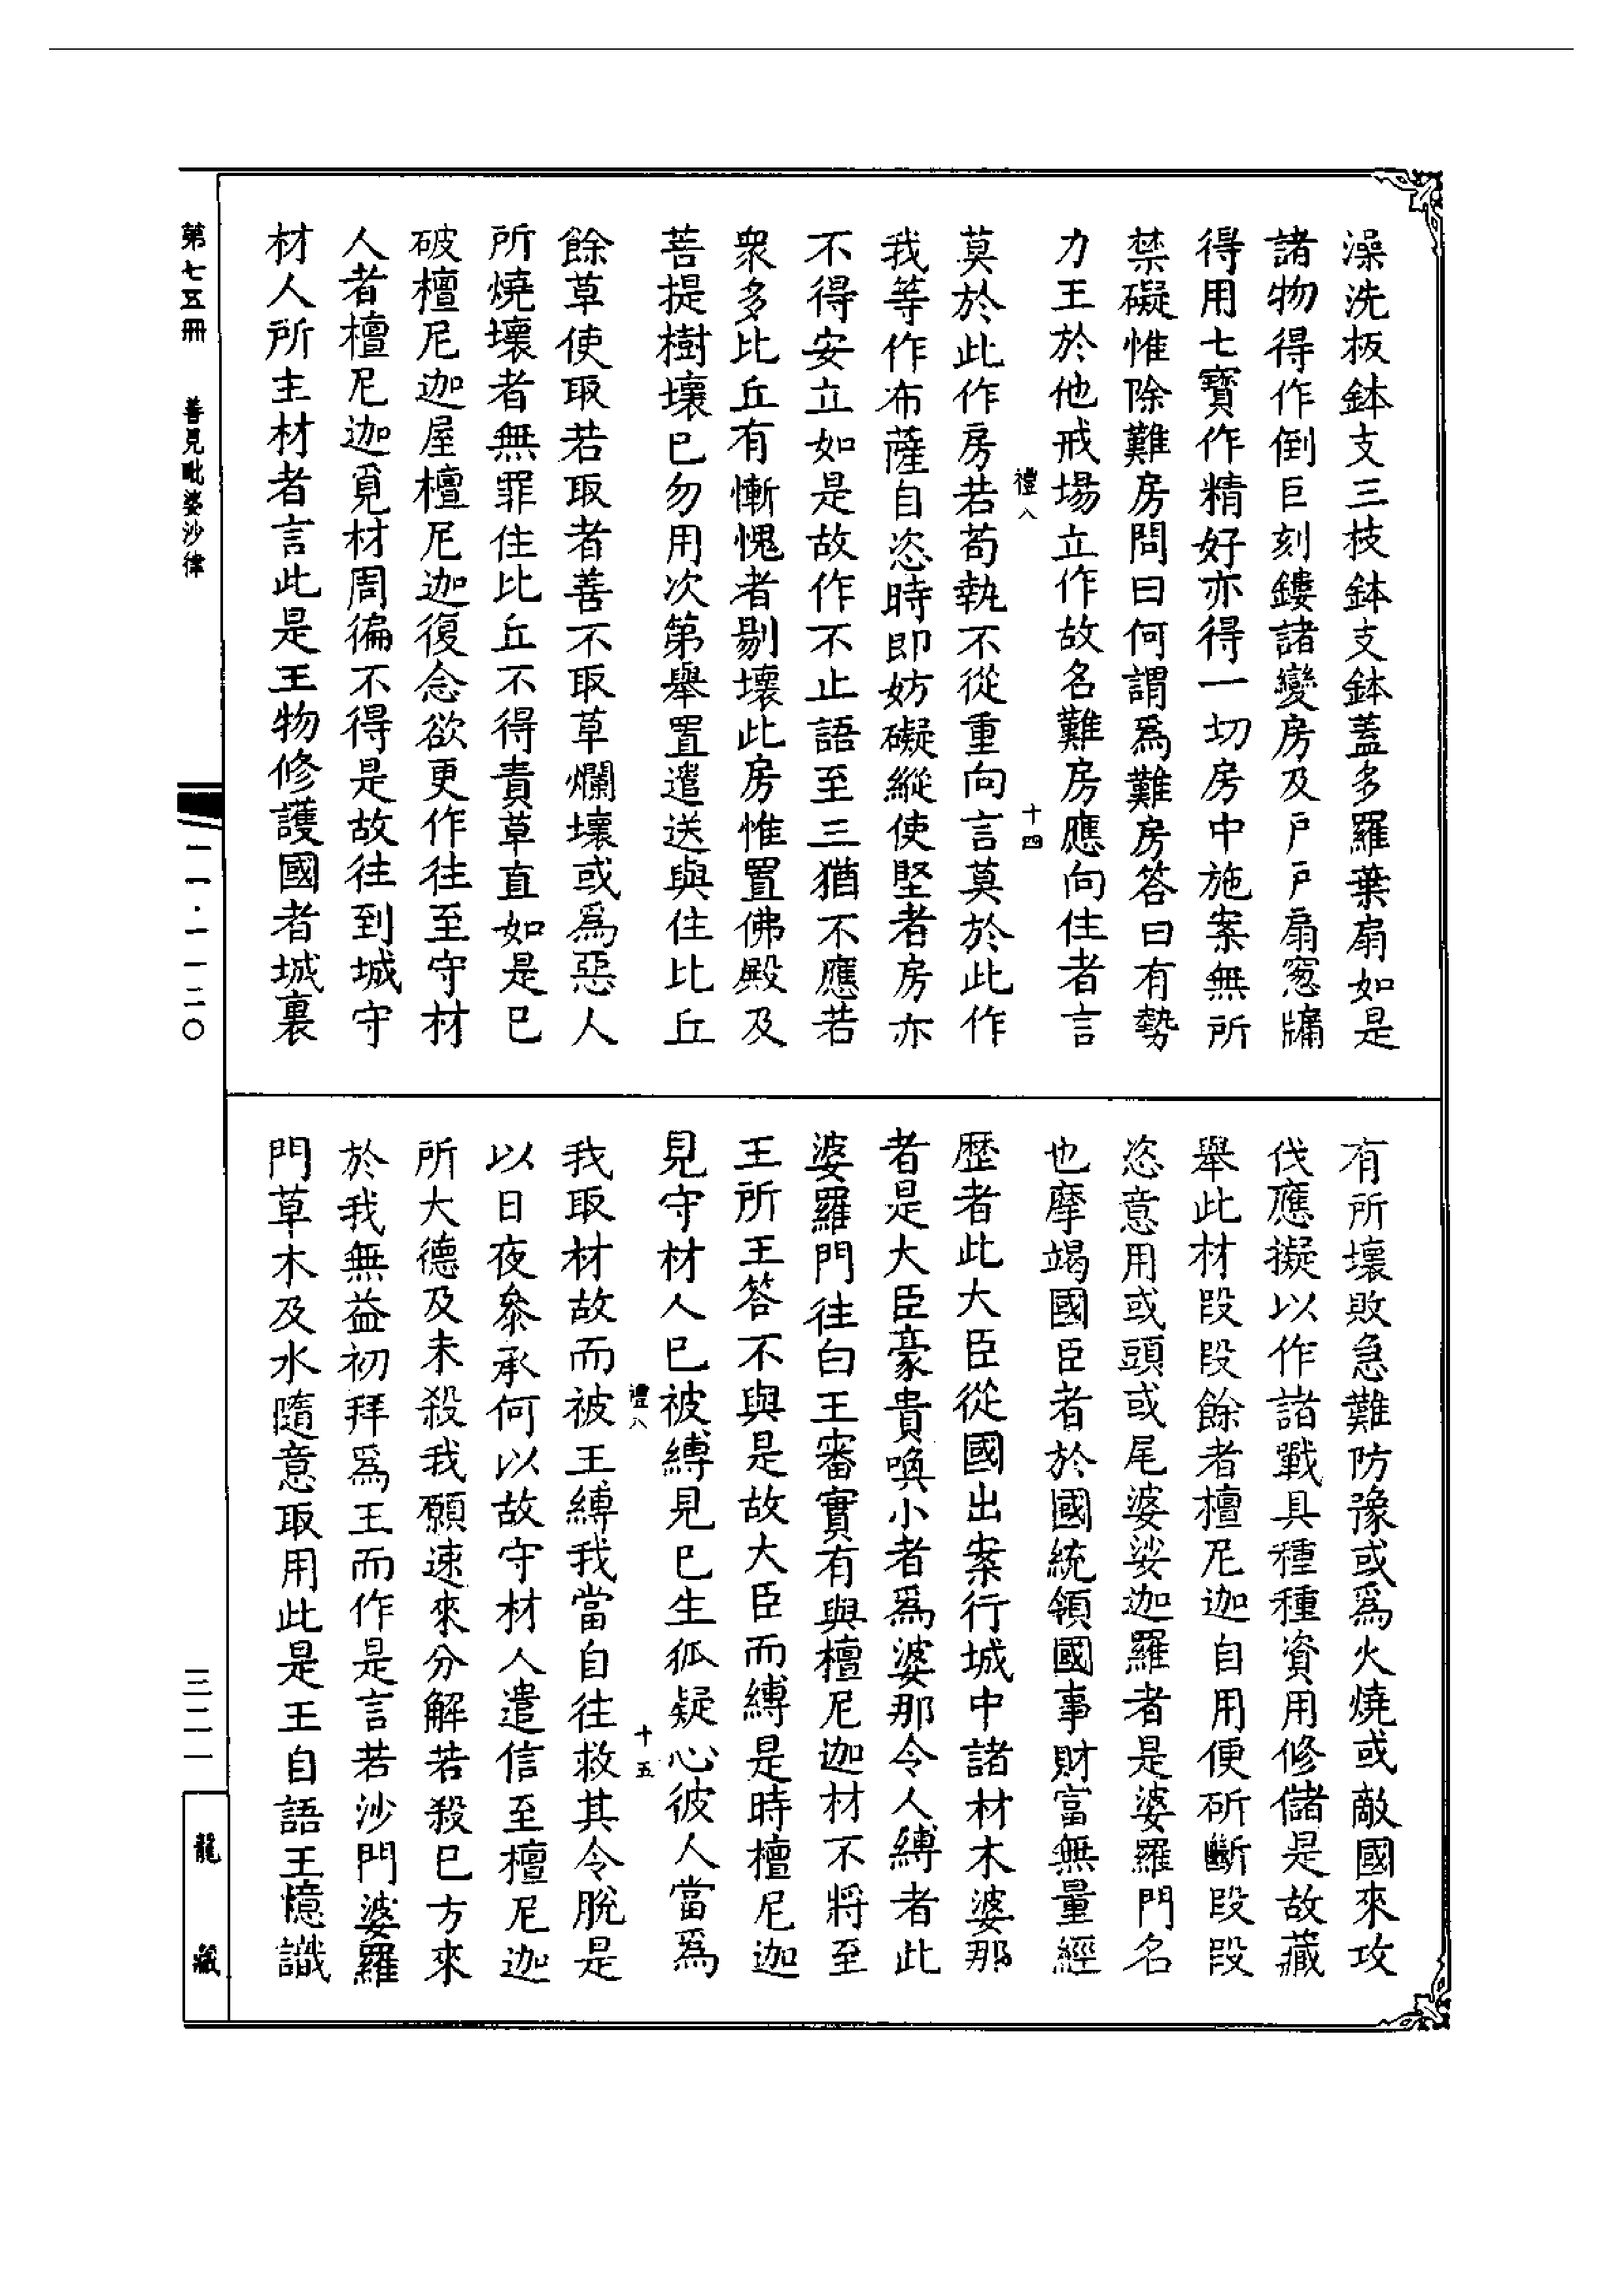 澡洗板鉢支三枝鉢支鉢蓋多羅葉扇如是
諸物得作倒巨刻鏤諸變房及戶戶扇窓牖
得用七寶作精好亦得一切房中施案無所
禁礙惟除難房問曰何謂爲難房答曰有勢
力王於他戒場立作故名難房應向住者言
禮八
十四
莫於此作房若苟執不從重向言莫於此作
我等作布薩自恣時即妨礙縱使堅者房亦
不得安立如是故作不止語至三猶不應若
衆多比丘有慚愧者剔壞此房惟置佛殿及
菩提樹壞已勿用次第舉置遣送與住比丘
餘草使取若取者善不取草爛壞或爲惡人
所燒壞者無罪住比丘不得責草直如是已
破檀尼迦屋檀尼迦復念欲更作往至守材
人者檀尼迦覓材周徧不得是故往到城守
材人所主材者言此是王物修護國者城裏
有所壞敗急難防豫或爲火燒或敵國來攻
伐應擬以作諸戰具種種資用修儲是故藏
舉此材段段餘者檀尼迦自用便斫斷段段
恣意用或頭或尾婆娑迦羅者是婆羅門名
也摩竭國臣者於國統領國事財富無量經
歷者此大臣從國出案行城中諸材木婆那
者是大臣豪貴喚小者爲婆那令人縛者此
婆羅門往白王審實有與檀尼迦材不將至
王所王答不與是故大臣而縛是時檀尼迦
見守材人已被縛見已生狐疑心彼人當爲
禮八
十五
我取材故而被王縛我當自往救其令脫是
以日夜叅承何以故守材人遣信至檀尼迦
所大德及未殺我願速來分解若殺已方來
於我無益初拜爲王而作是言若沙門婆羅
門草木及水隨意取用此是王自語王憶識
第七五冊
善見毗婆沙律
二一·一一二〇
三二一
龍藏